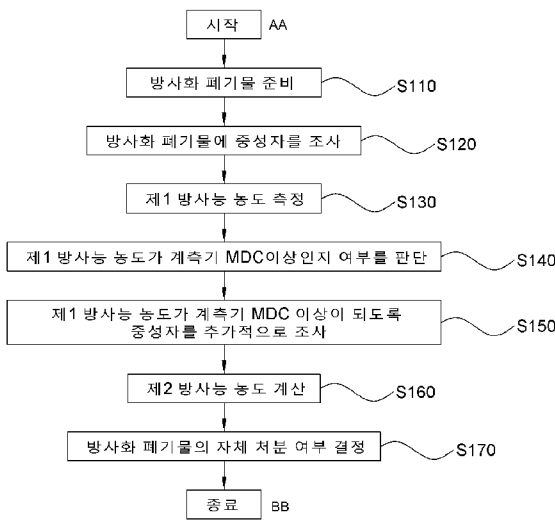 시작 AA
방사화 폐기물 준비 S110
방사화 폐기물에 중성자를 조사 S120
제1 방사능 농도 측정 S130
제1 방사능 농도가 계측기 MDC이상인지 여부를 판단 S140
제1 방사능 농도가 계측기 MDC 이상이 되도록
중성자를 추가적으로 조사 S150
제2 방사능 농도 계산 S160
방사화 폐기물의 자체 처분 여부 결정 S170
종료 BB